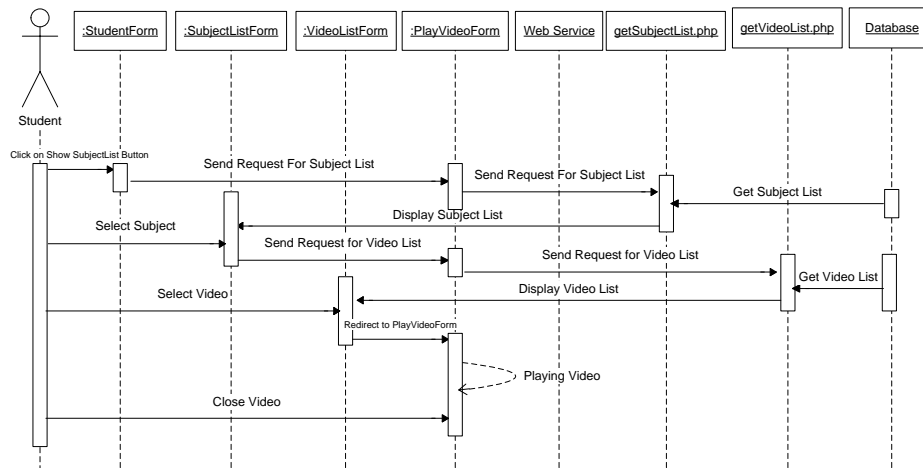 :StudentForm
:SubjectListForm
:VideoListForm
:PlayVideoForm
Web Service
getSubjectList.php
getVideoList.php
Database
Student
Click on Show SubjectList Button
Send Request For Subject List
Send Request For Subject List
Get Subject List
Display Subject List
Select Subject
Send Request for Video List
Send Request for Video List
Get Video List
Select Video
Display Video List
Redirect to PlayVideoForm
Playing Video
Close Video